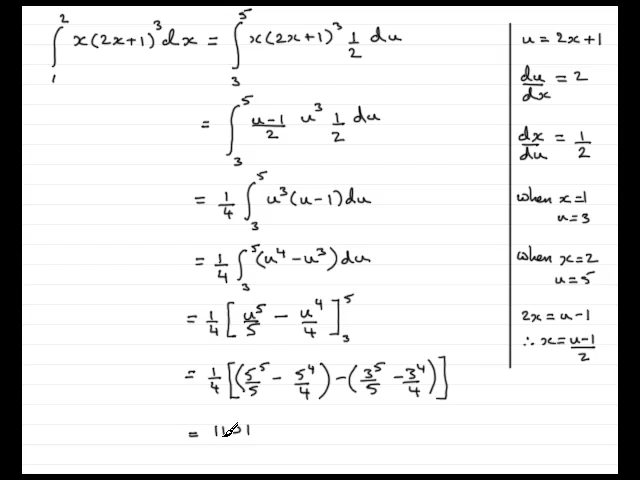 ∫₁² x(2x+1)³dx = ∫₃⁵ x(2x+1)³ 1/2 du
= ∫₃⁵ (u-1)/2 u³ 1/2 du
= 1/4 ∫₃⁵ u³(u-1)du
= 1/4 ∫₃⁵ (u⁴-u³)du
= 1/4 [u⁵/5 - u⁴/4]₃⁵
= 1/4 [(5⁵/5 - 5⁴/4) - (3⁵/5 - 3⁴/4)]
=
u = 2x+1
du/dx = 2
dx/du = 1/2
when x=1
u=3
when x=2
u=5
2x = u-1
∴ x = (u-1)/2